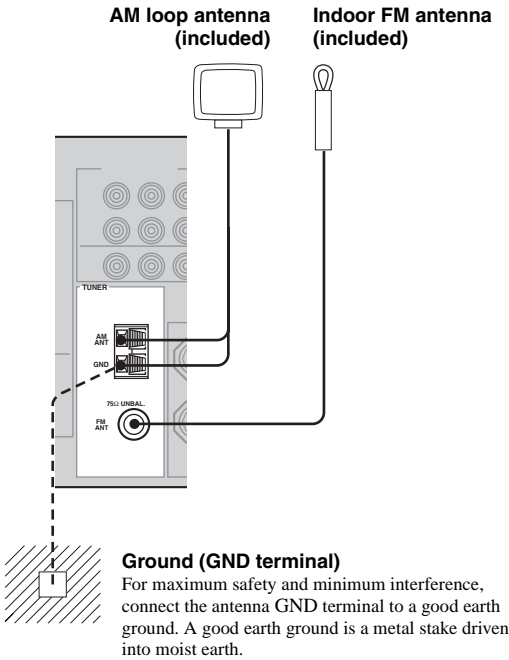 AM loop antenna
(included)
Indoor FM antenna
(included)
TUNER
AM
ANT
GND
75Ω UNBAL.
FM
ANT
Ground (GND terminal)
For maximum safety and minimum interference,
connect the antenna GND terminal to a good earth
ground. A good earth ground is a metal stake driven
into moist earth.